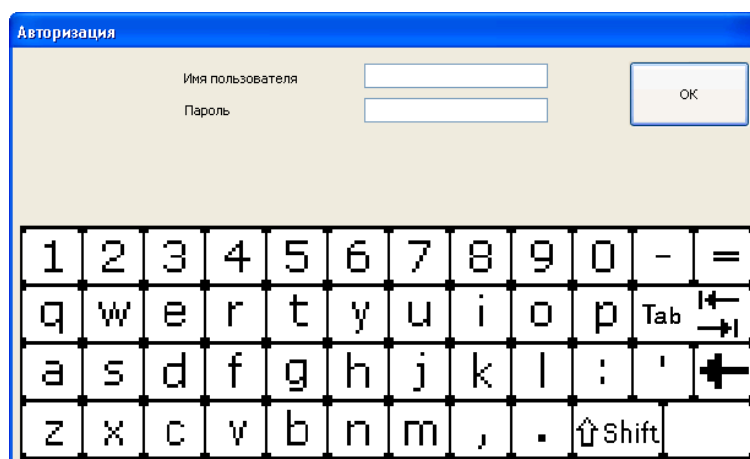 Авторизация
Имя пользователя
OK
Пароль
1 2 3 4 5 6 7 8 9 0 - =
q w e r t y u i o p Tab
a s d f g h j k l : '
z x c v b n m , . Shift